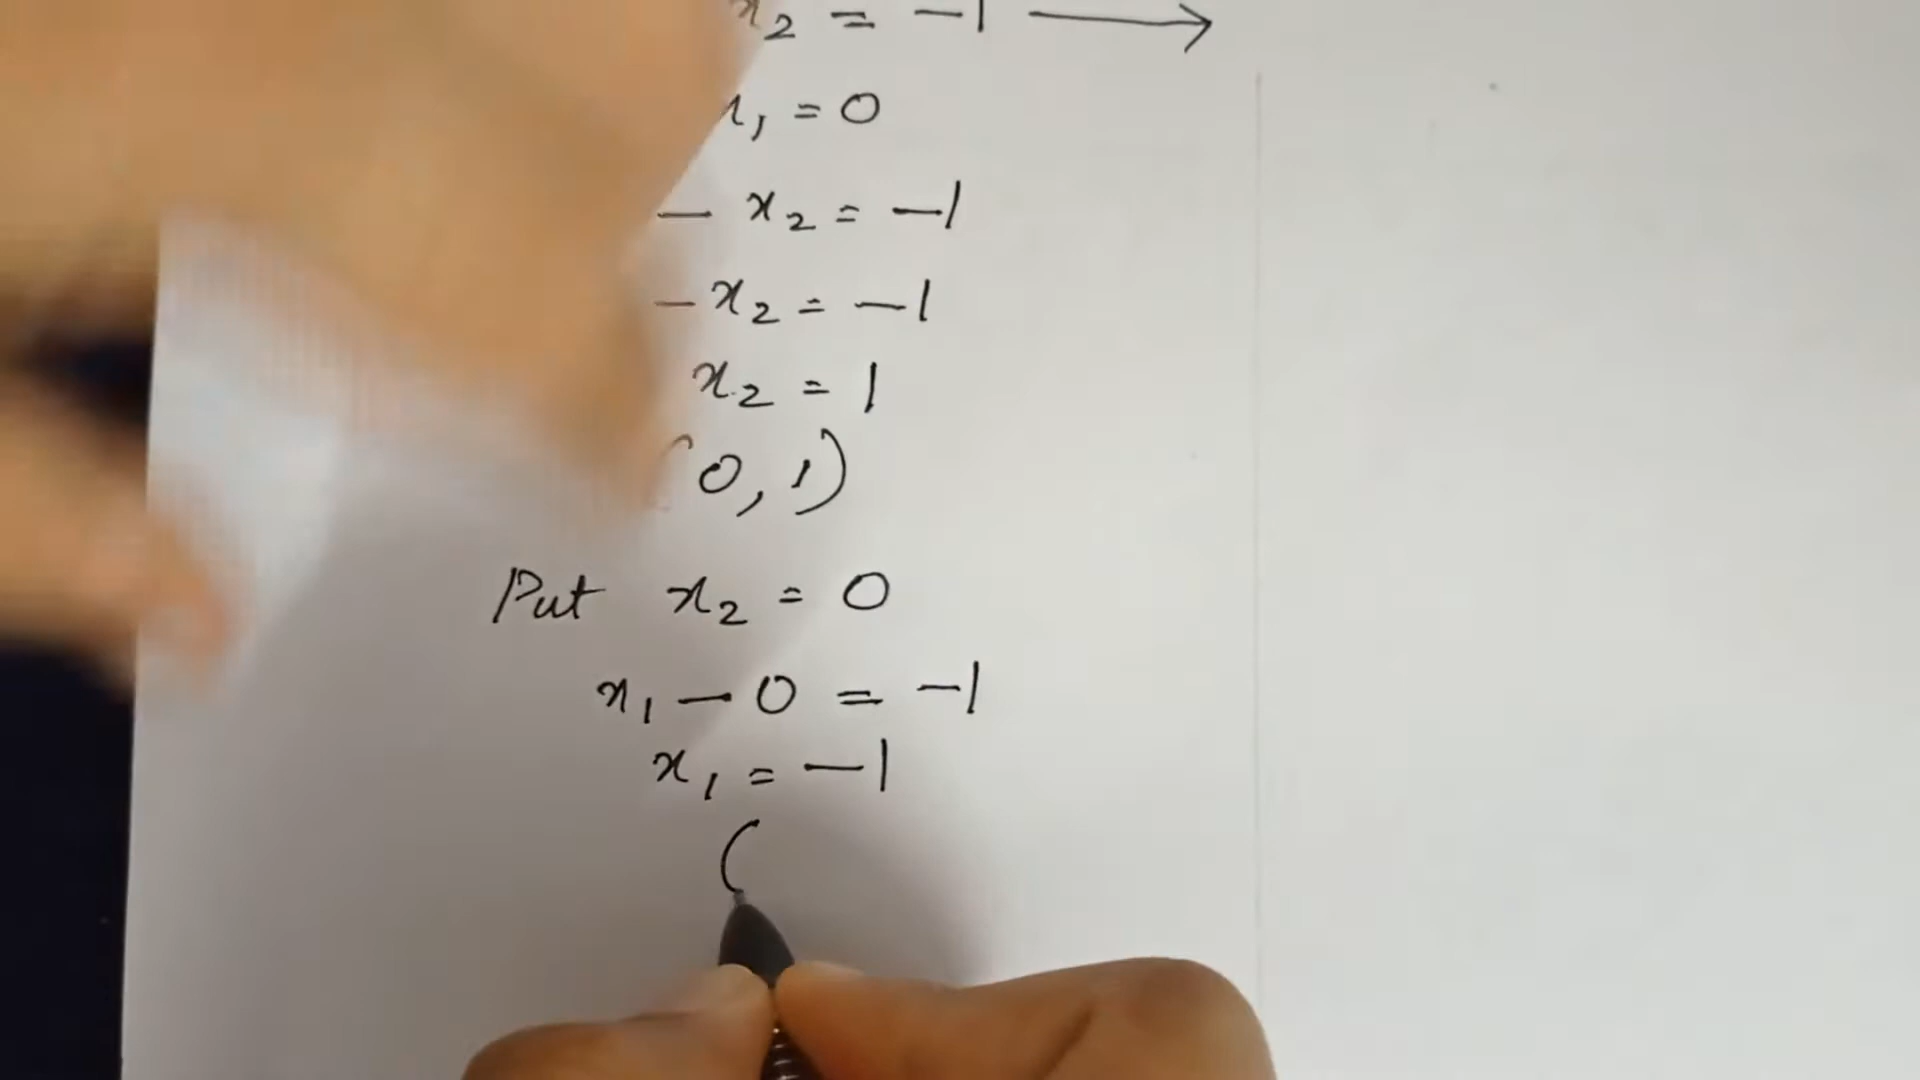 x₂ = -1 →
x₁ = 0
- x₂ = -1
- x₂ = -1
x₂ = 1
(0, 1)
Put x₂ = 0
x₁ - 0 = -1
x₁ = -1
(